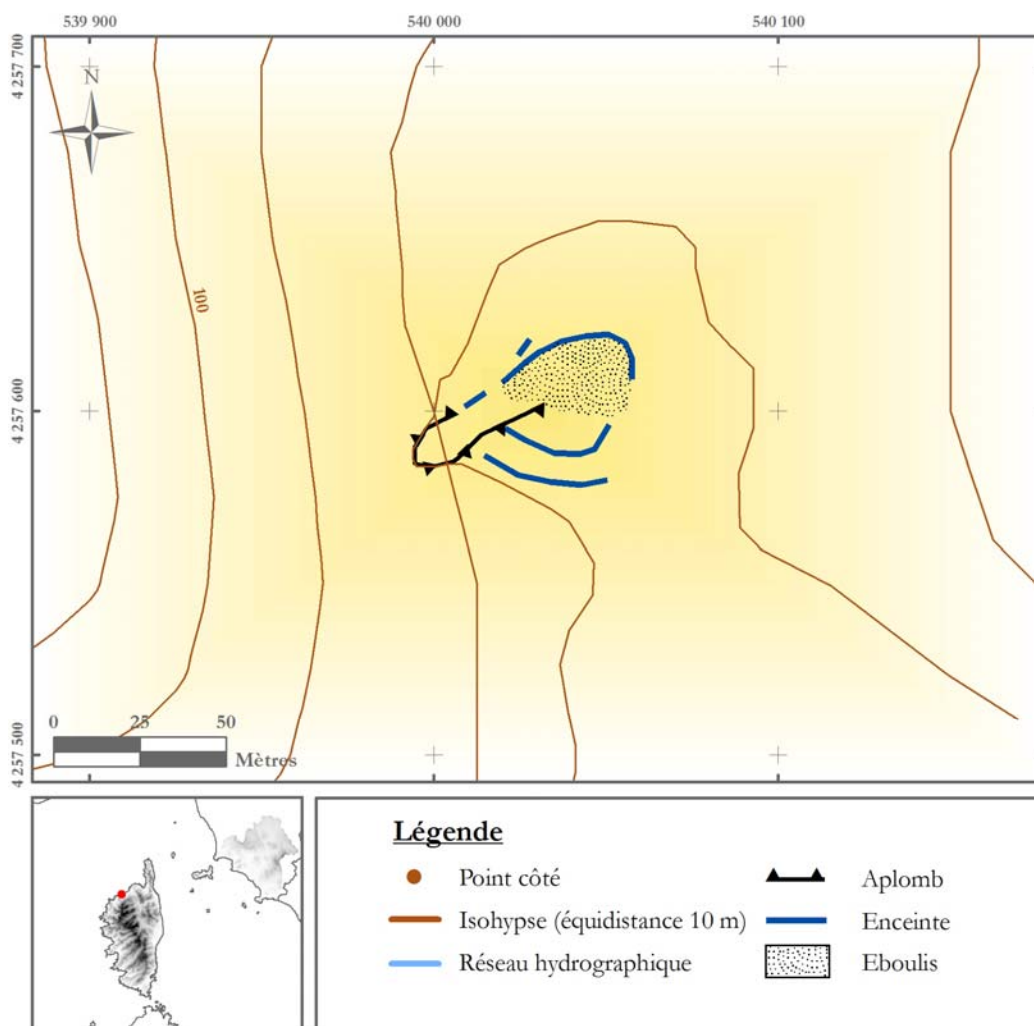 539 900
540 000
540 100
4 257 700
N
100
4 257 600
4 257 500
0
25
50
Mètres
Légende
Point côté
Isohypse (équidistance 10 m)
Réseau hydrographique
Aplomb
Enceinte
Eboulis